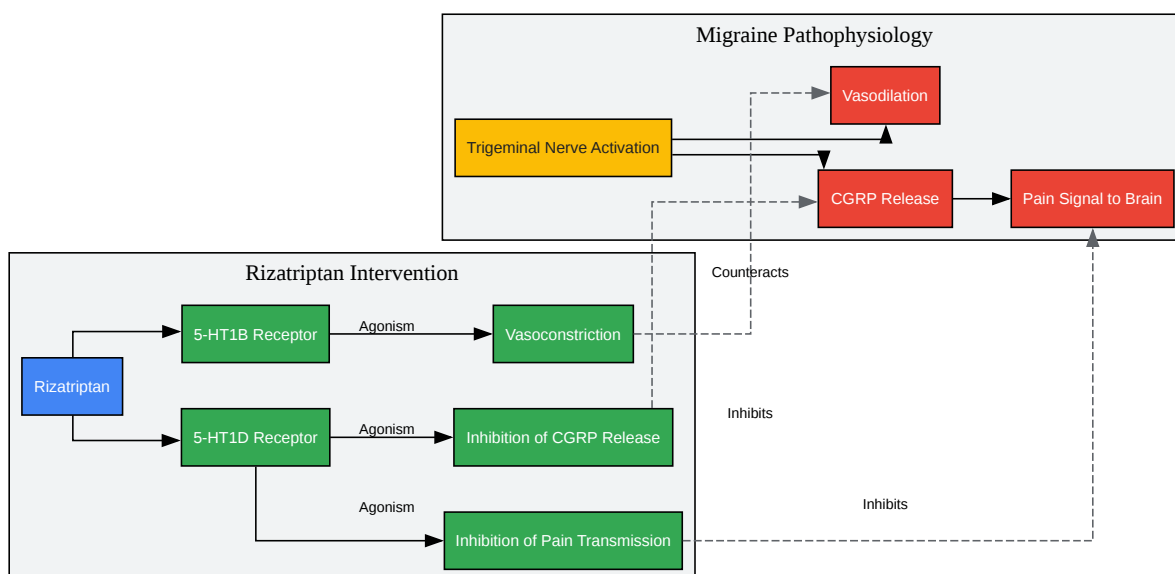 Migraine Pathophysiology
Vasodilation
Trigeminal Nerve Activation
CGRP Release
Pain Signal to Brain
Rizatriptan Intervention
Counteracts
5-HT1B Receptor
Agonism
Vasoconstriction
Rizatriptan
Inhibits
5-HT1D Receptor
Agonism
Inhibition of CGRP Release
Agonism
Inhibits
Inhibition of Pain Transmission